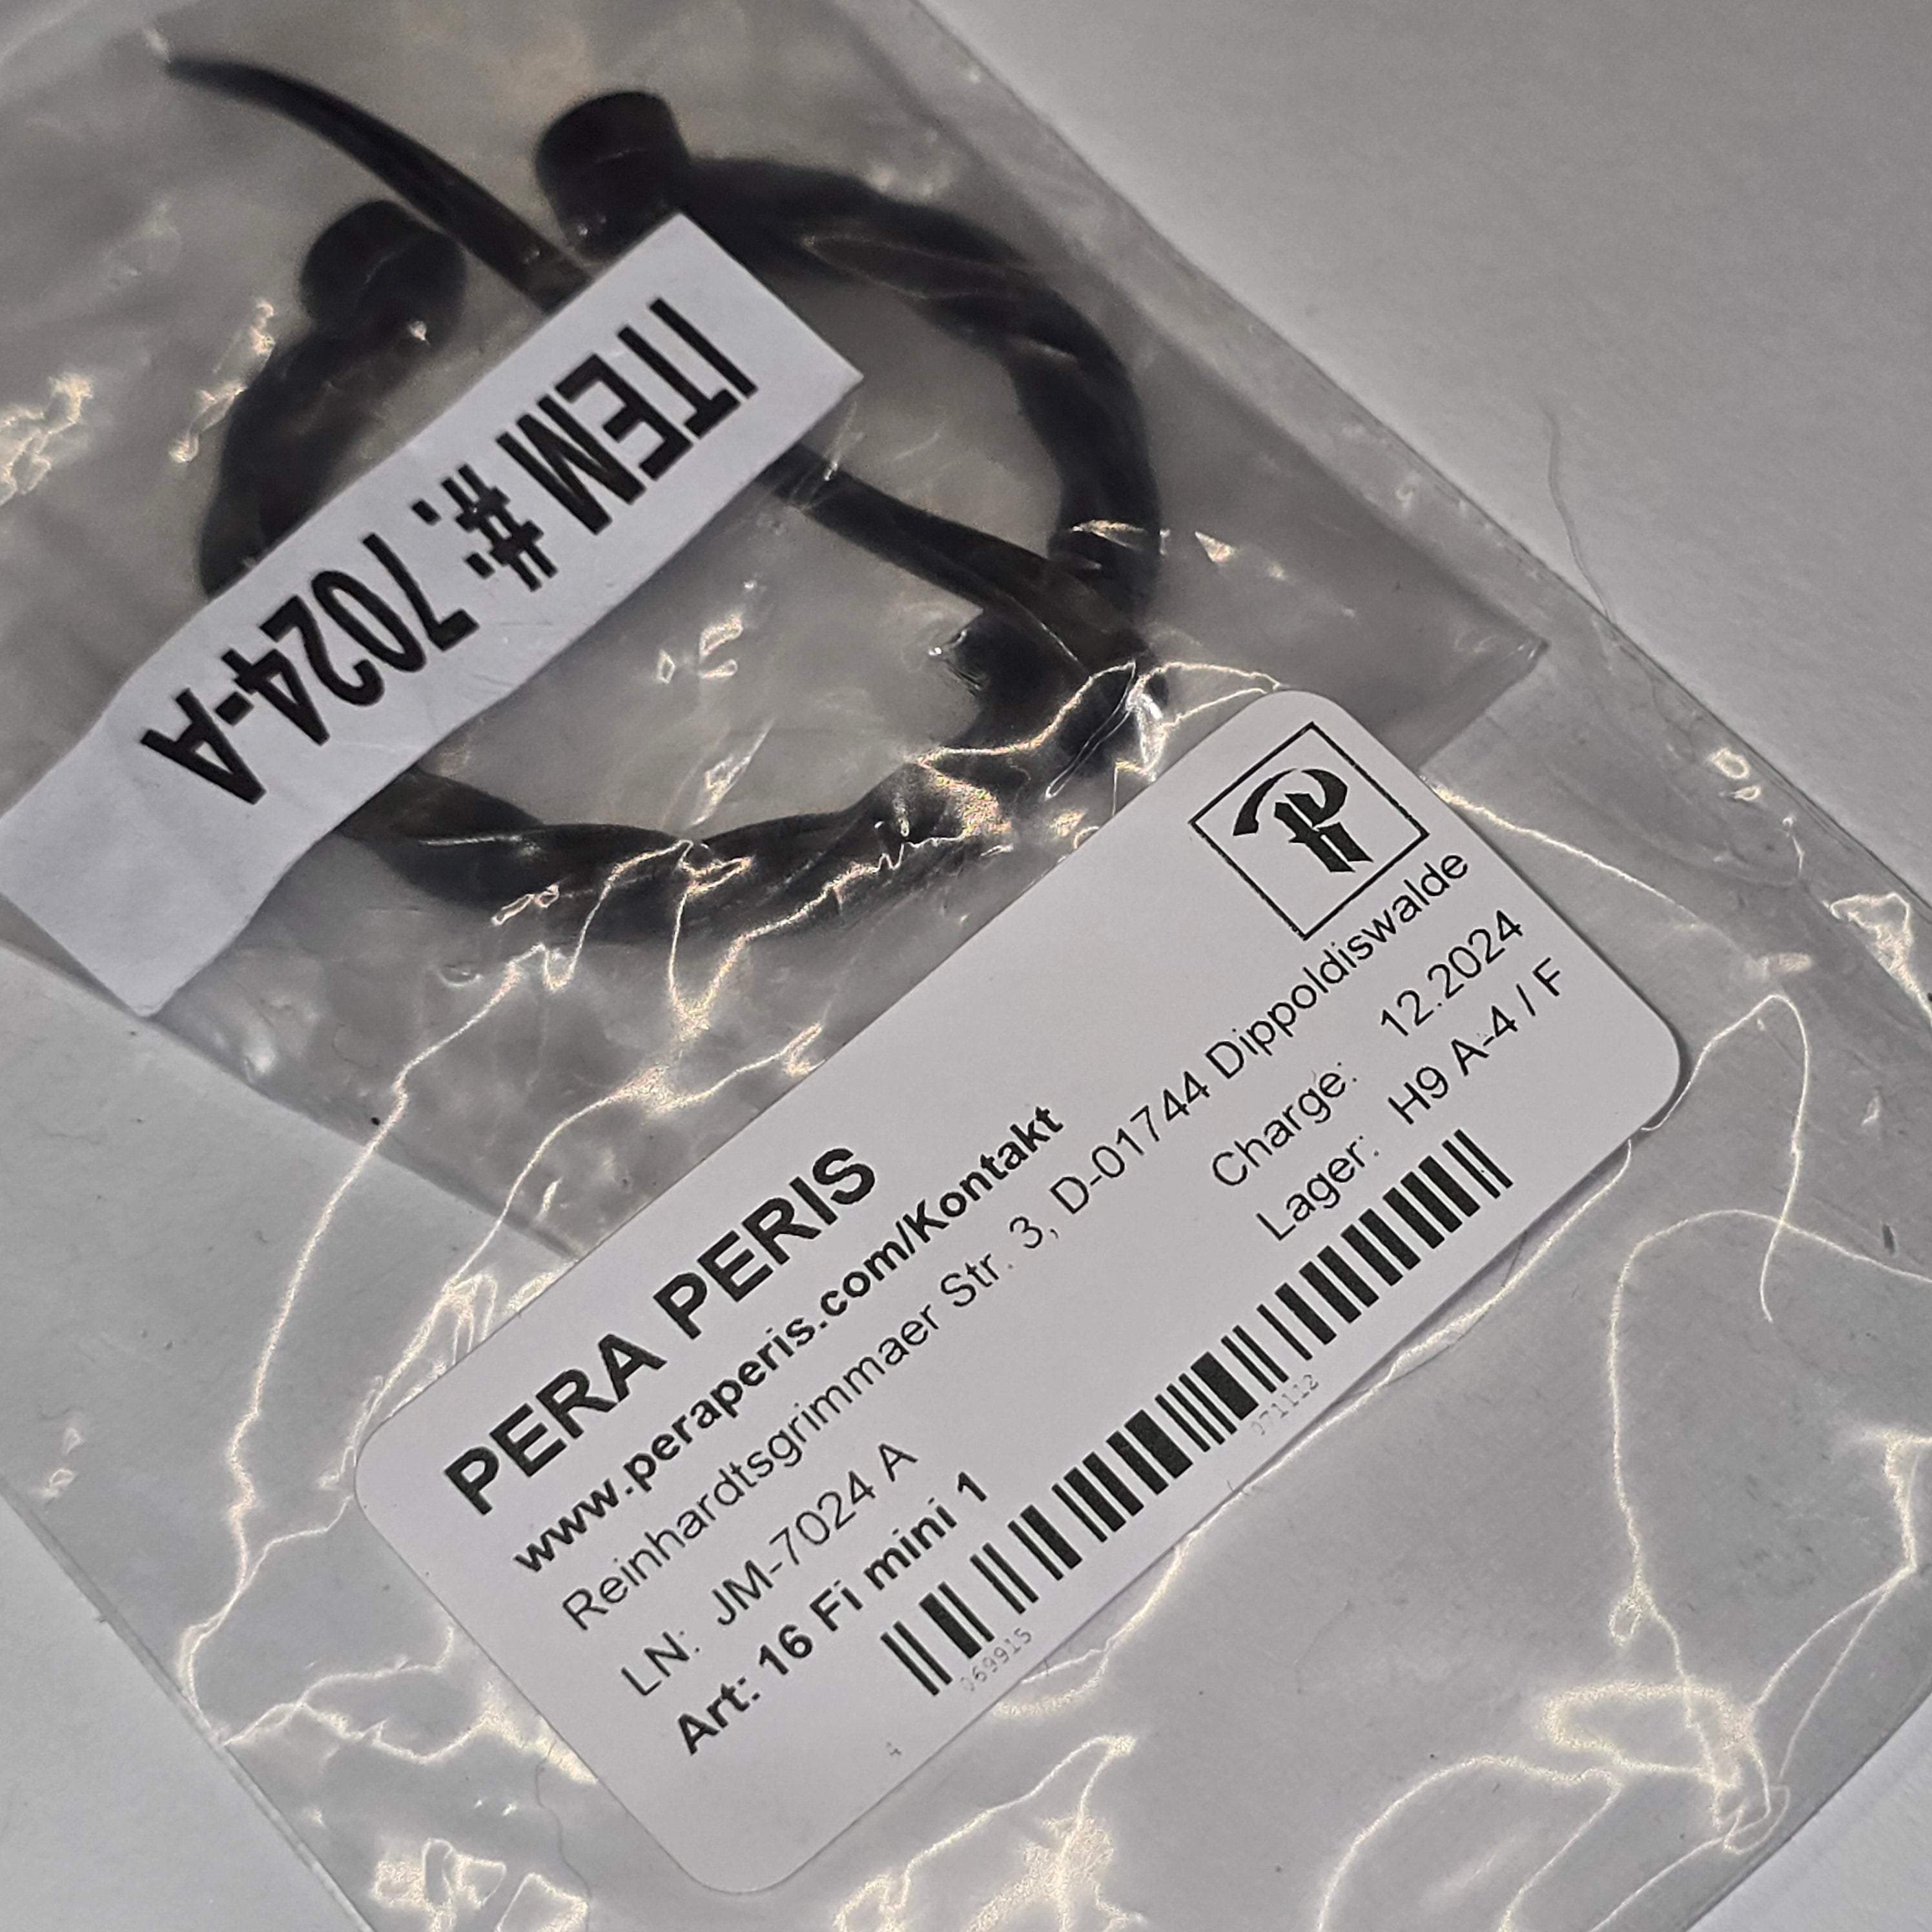 ITEM #: 7024-A
PERA PERIS
www.peraperis.com/Kontakt
Reinhardtsgrimmaer Str. 3, D-01744 Dippoldiswalde
LN: JM-7024 A
Charge: 12.2024
Art: 16 Fi mini 1
Lager: H9 A-4 / F
069915
071112
4